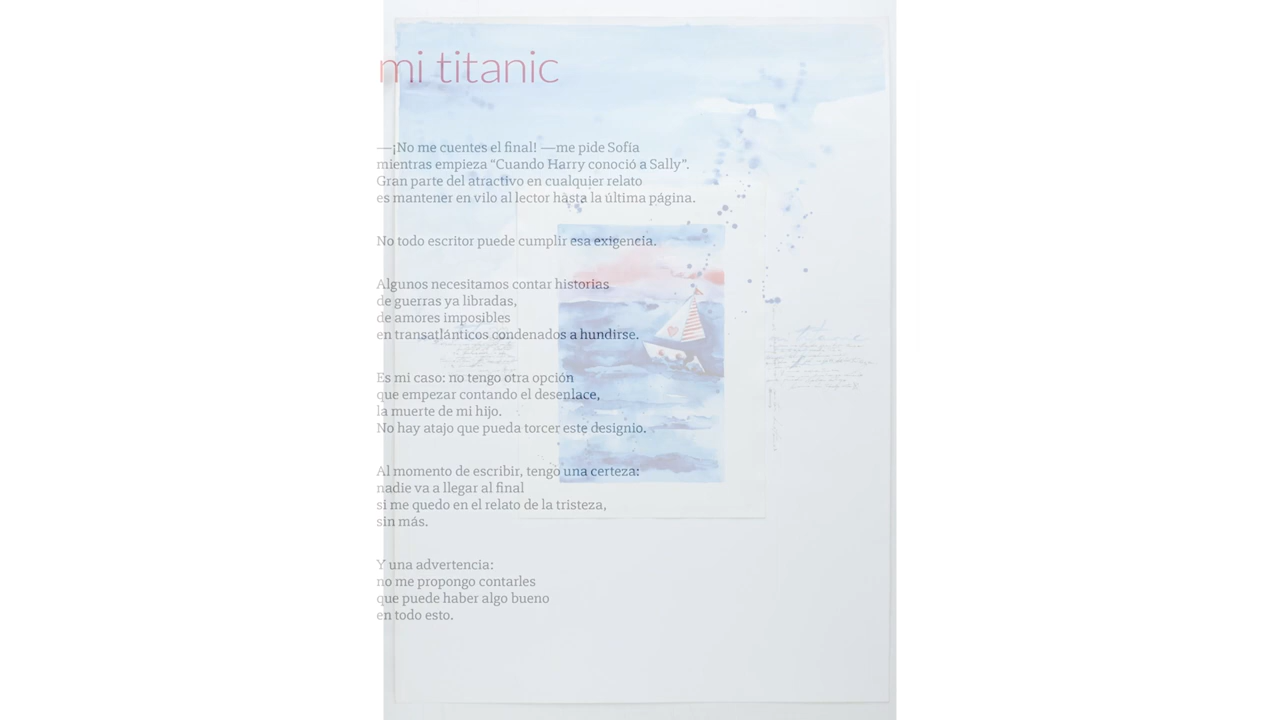 mi titanic
—¡No me cuentes el final! —me pide Sofía
mientras empieza “Cuando Harry conoció a Sally”.
Gran parte del atractivo en cualquier relato
es mantener en vilo al lector hasta la última página.
No todo escritor puede cumplir esa exigencia.
Algunos necesitamos contar historias
de guerras ya libradas,
de amores imposibles
en transatlánticos condenados a hundirse.
Es mi caso: no tengo otra opción
que empezar contando el desenlace,
la muerte de mi hijo.
No hay atajo que pueda torcer este designio.
Al momento de escribir, tengo una certeza:
nadie va a llegar al final
si me quedo en el relato de la tristeza,
sin más.
Y una advertencia:
no me propongo contarles
que puede haber algo bueno
en todo esto.